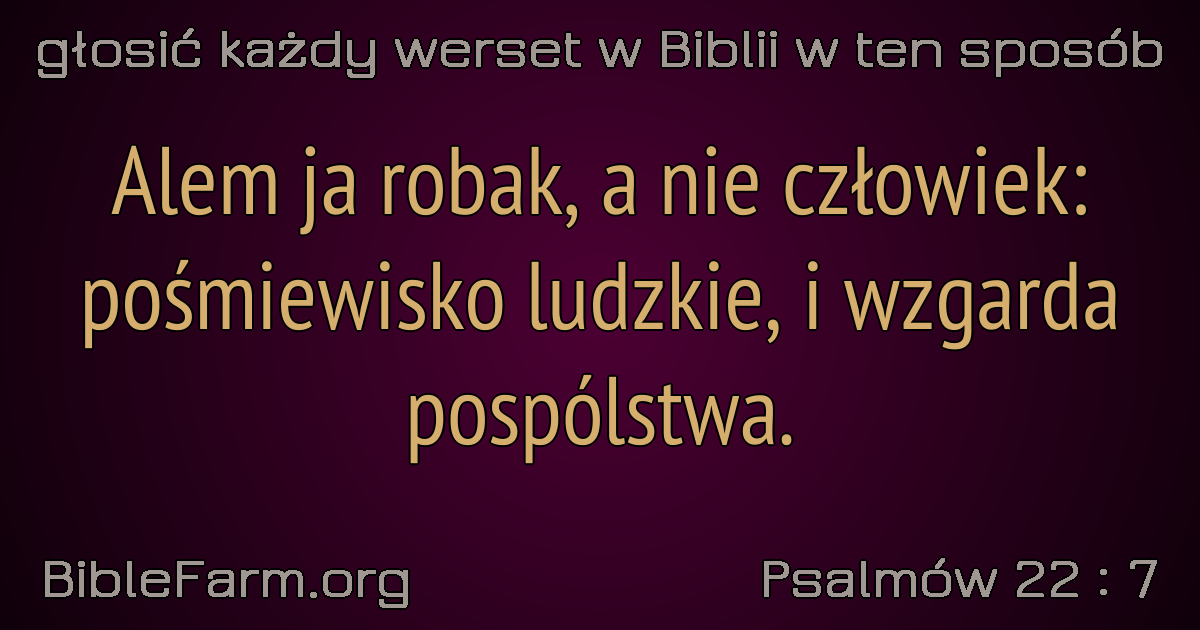 głosić każdy werset w Biblii w ten sposób
Alem ja robak, a nie człowiek:
pośmiewisko ludzkie, i wzgarda
pospólstwa.
BibleFarm.org
Psalmów 22 : 7